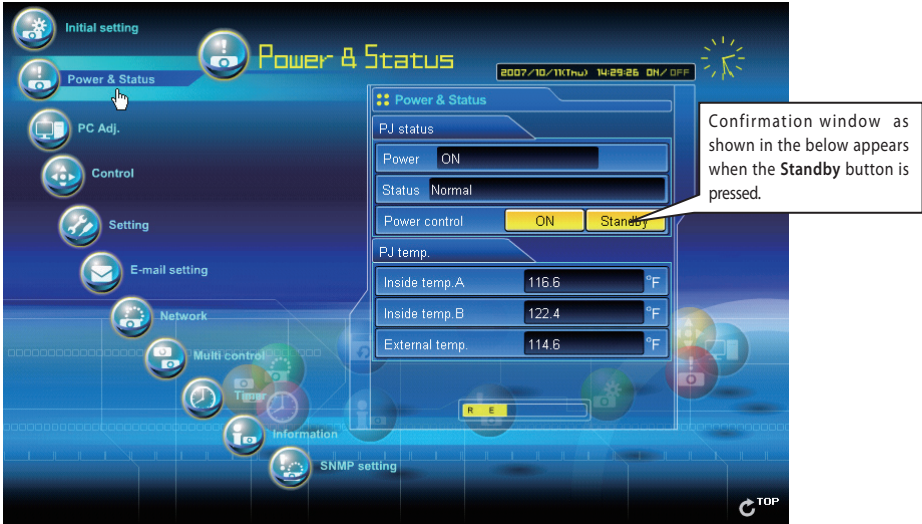 Initial setting
Power & Status
Power & Status
2007/10/11(Thu) 14:29:26 ON/OFF
PC Adj.
Control
Setting
E-mail setting
Network
Multi control
Timer
Information
SNMP setting
Power & Status
PJ status
Power ON
Status Normal
Power control ON Standby
PJ temp.
Inside temp.A 116.6 °F
Inside temp.B 122.4 °F
External temp. 114.6 °F
R E
TOP
Confirmation window as
shown in the below appears
when the Standby button is
pressed.